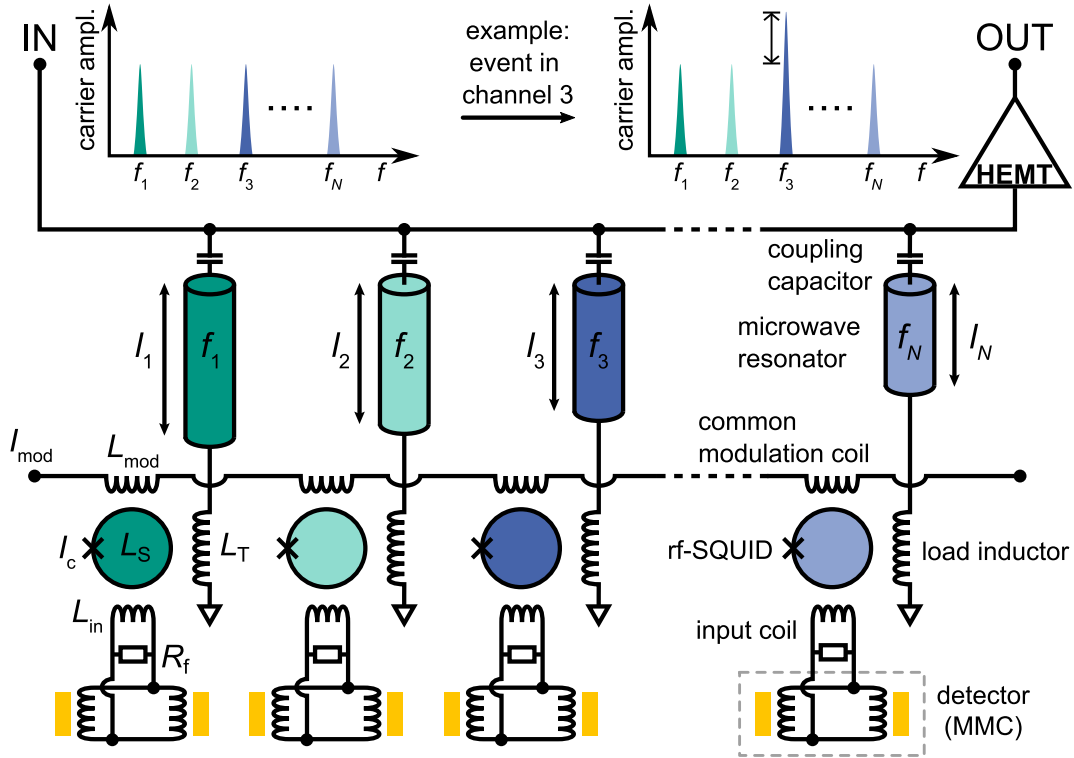 IN
carrier ampl.
f1 f2 f3 fN f
example:
event in
channel 3
carrier ampl.
f1 f2 f3 fN f
OUT
HEMT
coupling
capacitor
l1 f1
l2 f2
l3 f3
microwave
resonator
fN lN
Imod
Lmod
common
modulation coil
Ic LS LT
rf-SQUID
load inductor
Lin
Rf
input coil
detector
(MMC)